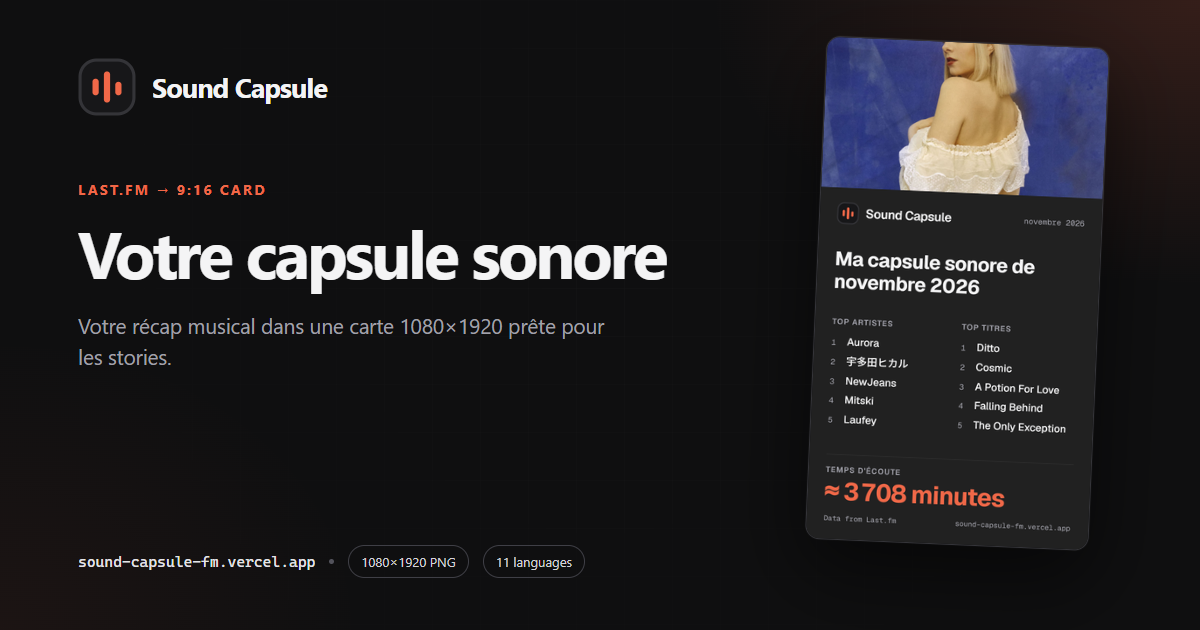 Sound Capsule
LAST.FM → 9:16 CARD
Votre capsule sonore
Votre récap musical dans une carte 1080×1920 prête pour
les stories.
sound-capsule-fm.vercel.app • 1080×1920 PNG 11 languages
Sound Capsule novembre 2026
Ma capsule sonore de
novembre 2026
TOP ARTISTES
1 Aurora
2 宇多田ヒカル
3 NewJeans
4 Mitski
5 Laufey
TOP TITRES
1 Ditto
2 Cosmic
3 A Potion For Love
4 Falling Behind
5 The Only Exception
TEMPS D'ÉCOUTE
≈ 3 708 minutes
Data from Last.fm sound-capsule-fm.vercel.app